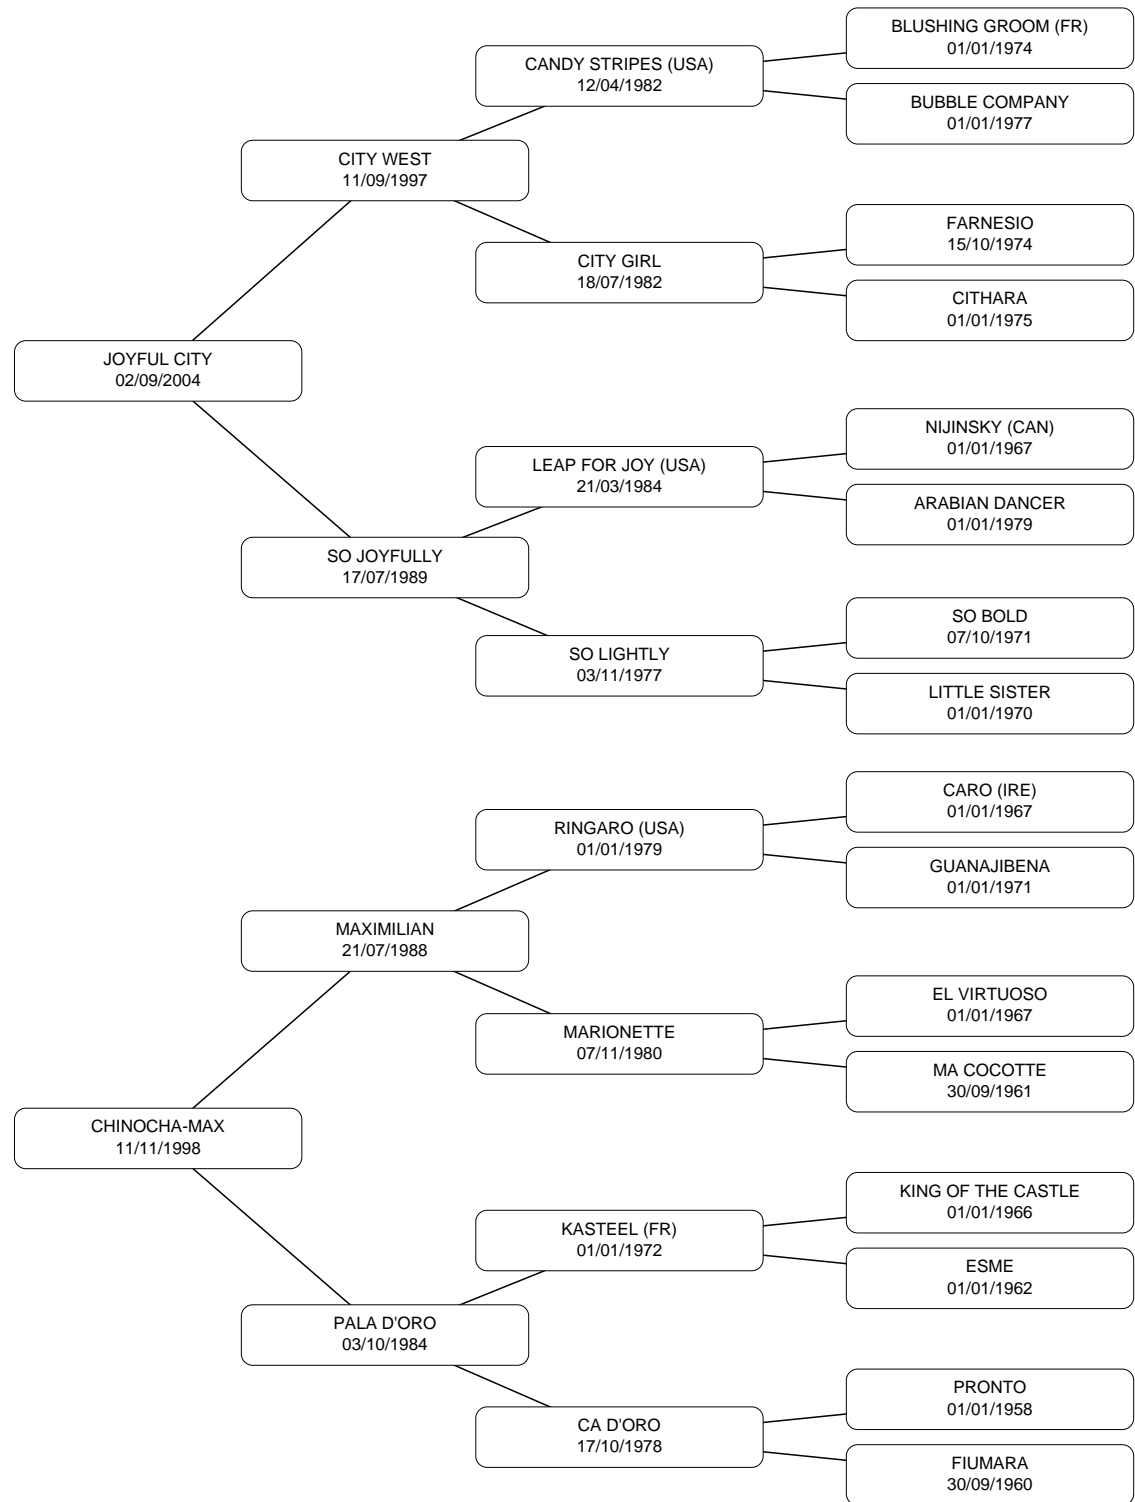 BLUSHING GROOM (FR)
01/01/1974
CANDY STRIPES (USA)
12/04/1982
BUBBLE COMPANY
01/01/1977
CITY WEST
11/09/1997
FARNESIO
15/10/1974
CITY GIRL
18/07/1982
CITHARA
01/01/1975
JOYFUL CITY
02/09/2004
NIJINSKY (CAN)
01/01/1967
LEAP FOR JOY (USA)
21/03/1984
ARABIAN DANCER
01/01/1979
SO JOYFULLY
17/07/1989
SO BOLD
07/10/1971
SO LIGHTLY
03/11/1977
LITTLE SISTER
01/01/1970
CARO (IRE)
01/01/1967
RINGARO (USA)
01/01/1979
GUANAJIBENA
01/01/1971
MAXIMILIAN
21/07/1988
EL VIRTUOSO
01/01/1967
MARIONETTE
07/11/1980
MA COCOTTE
30/09/1961
CHINOCHA-MAX
11/11/1998
KING OF THE CASTLE
01/01/1966
KASTEEL (FR)
01/01/1972
ESME
01/01/1962
PALA D'ORO
03/10/1984
PRONTO
01/01/1958
CA D'ORO
17/10/1978
FIUMARA
30/09/1960